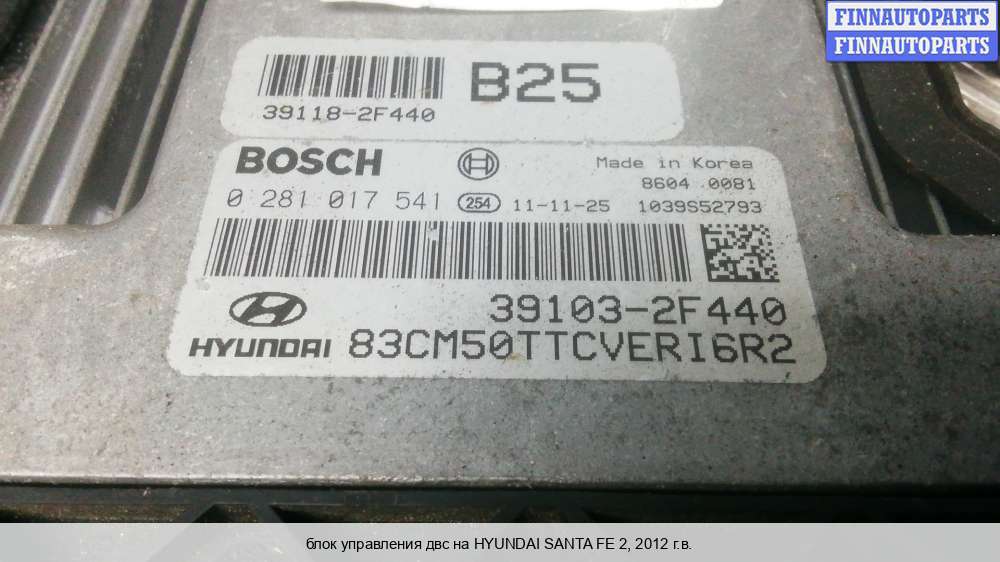 FINNAUTOPARTS
FINNAUTOPARTS
B25
39118-2F440
BOSCH
Made in Korea
8604 0081
0 281 017 541 254 11-11-25 1039S52793
39103-2F440
HYUNDAI 83CM50TTCVERI6R2
блок управления двс на HYUNDAI SANTA FE 2, 2012 г.в.